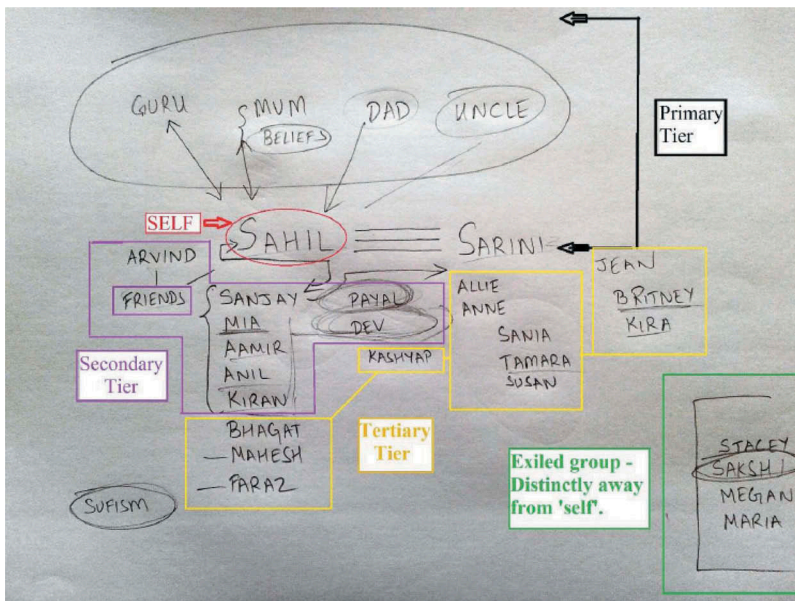 GURU
MUM
BELIEFS
DAD
UNCLE
Primary
Tier
SELF
SAHIL
SARINI
ARVIND
FRIENDS
SANJAY
MIA
AAMIR
ANIL
KIRAN
PAYAL
DEV
KASHYAP
ALLIE
ANNE
SANIA
TAMARA
SUSAN
JEAN
BRITNEY
KIRA
Secondary
Tier
BHAGAT
MAHESH
FARAZ
Tertiary
Tier
Exiled group -
Distinctly away
from 'self'.
STACEY
SAKSHI
MEGAN
MARIA
SUFISM